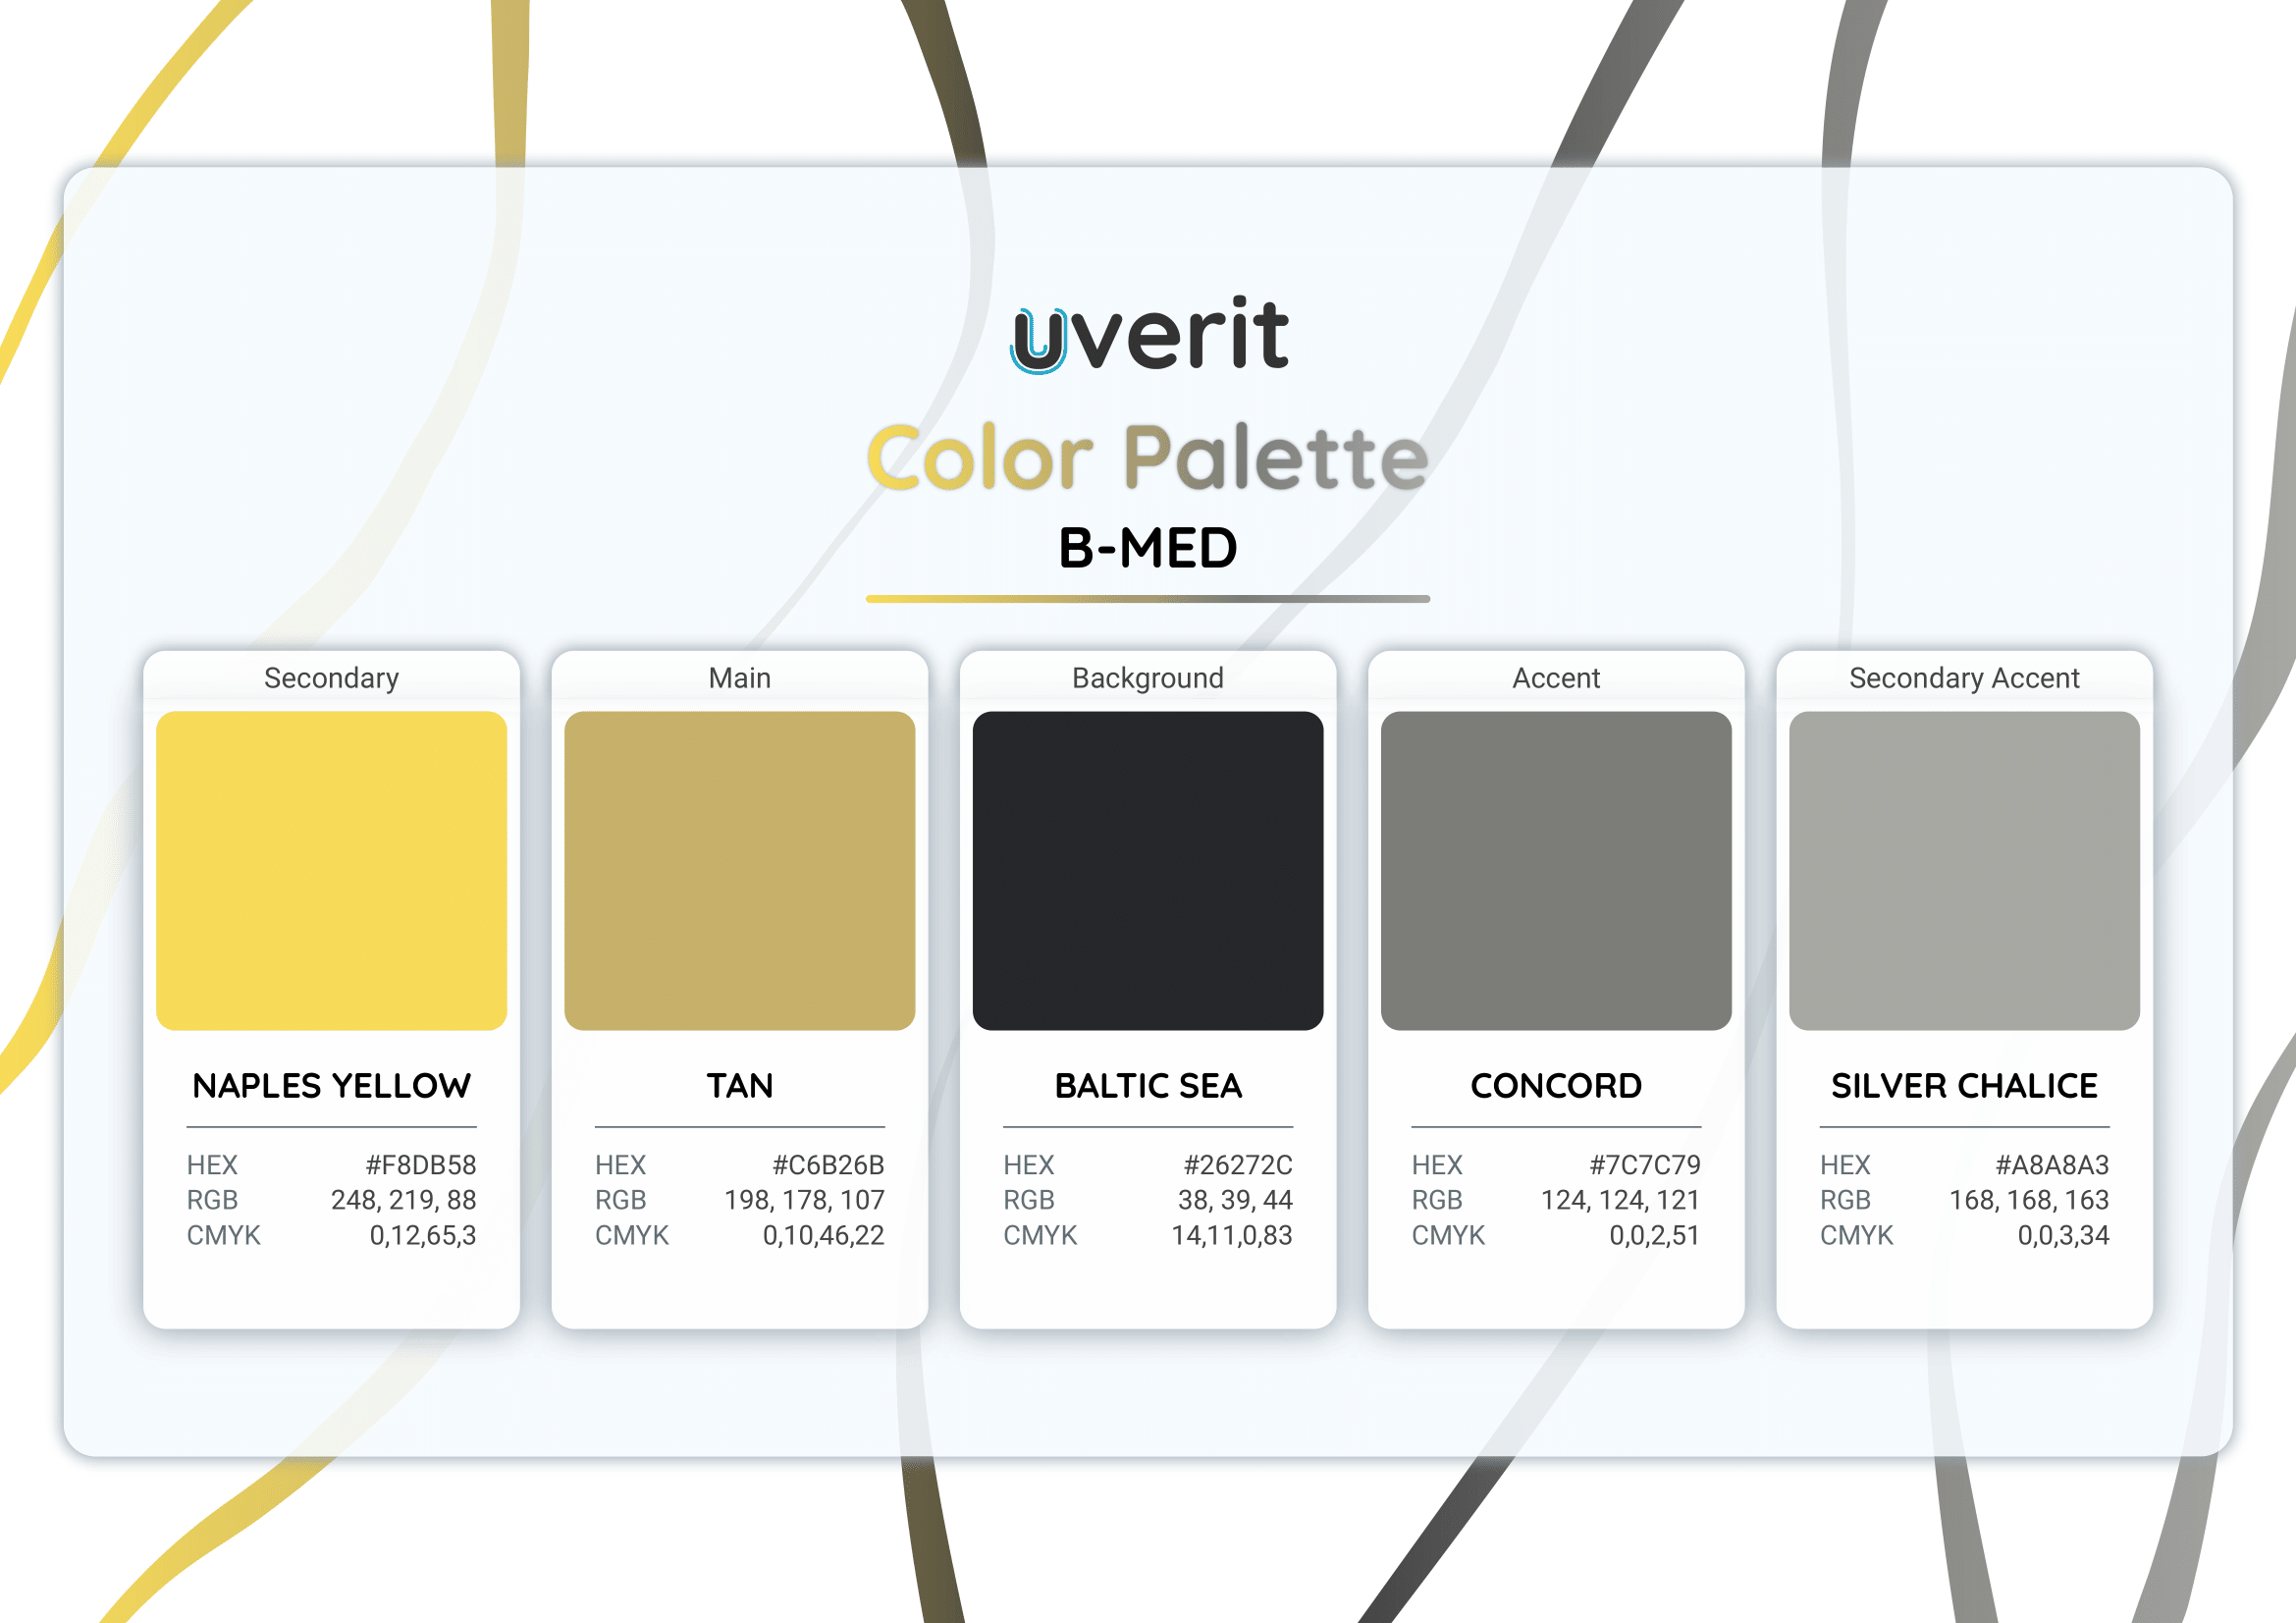 uverit
Color Palette
B-MED
Secondary
NAPLES YELLOW
HEX #F8DB58
RGB 248, 219, 88
CMYK 0,12,65,3
Main
TAN
HEX #C6B26B
RGB 198, 178, 107
CMYK 0,10,46,22
Background
BALTIC SEA
HEX #26272C
RGB 38, 39, 44
CMYK 14,11,0,83
Accent
CONCORD
HEX #7C7C79
RGB 124, 124, 121
CMYK 0,0,2,51
Secondary Accent
SILVER CHALICE
HEX #A8A8A3
RGB 168, 168, 163
CMYK 0,0,3,34